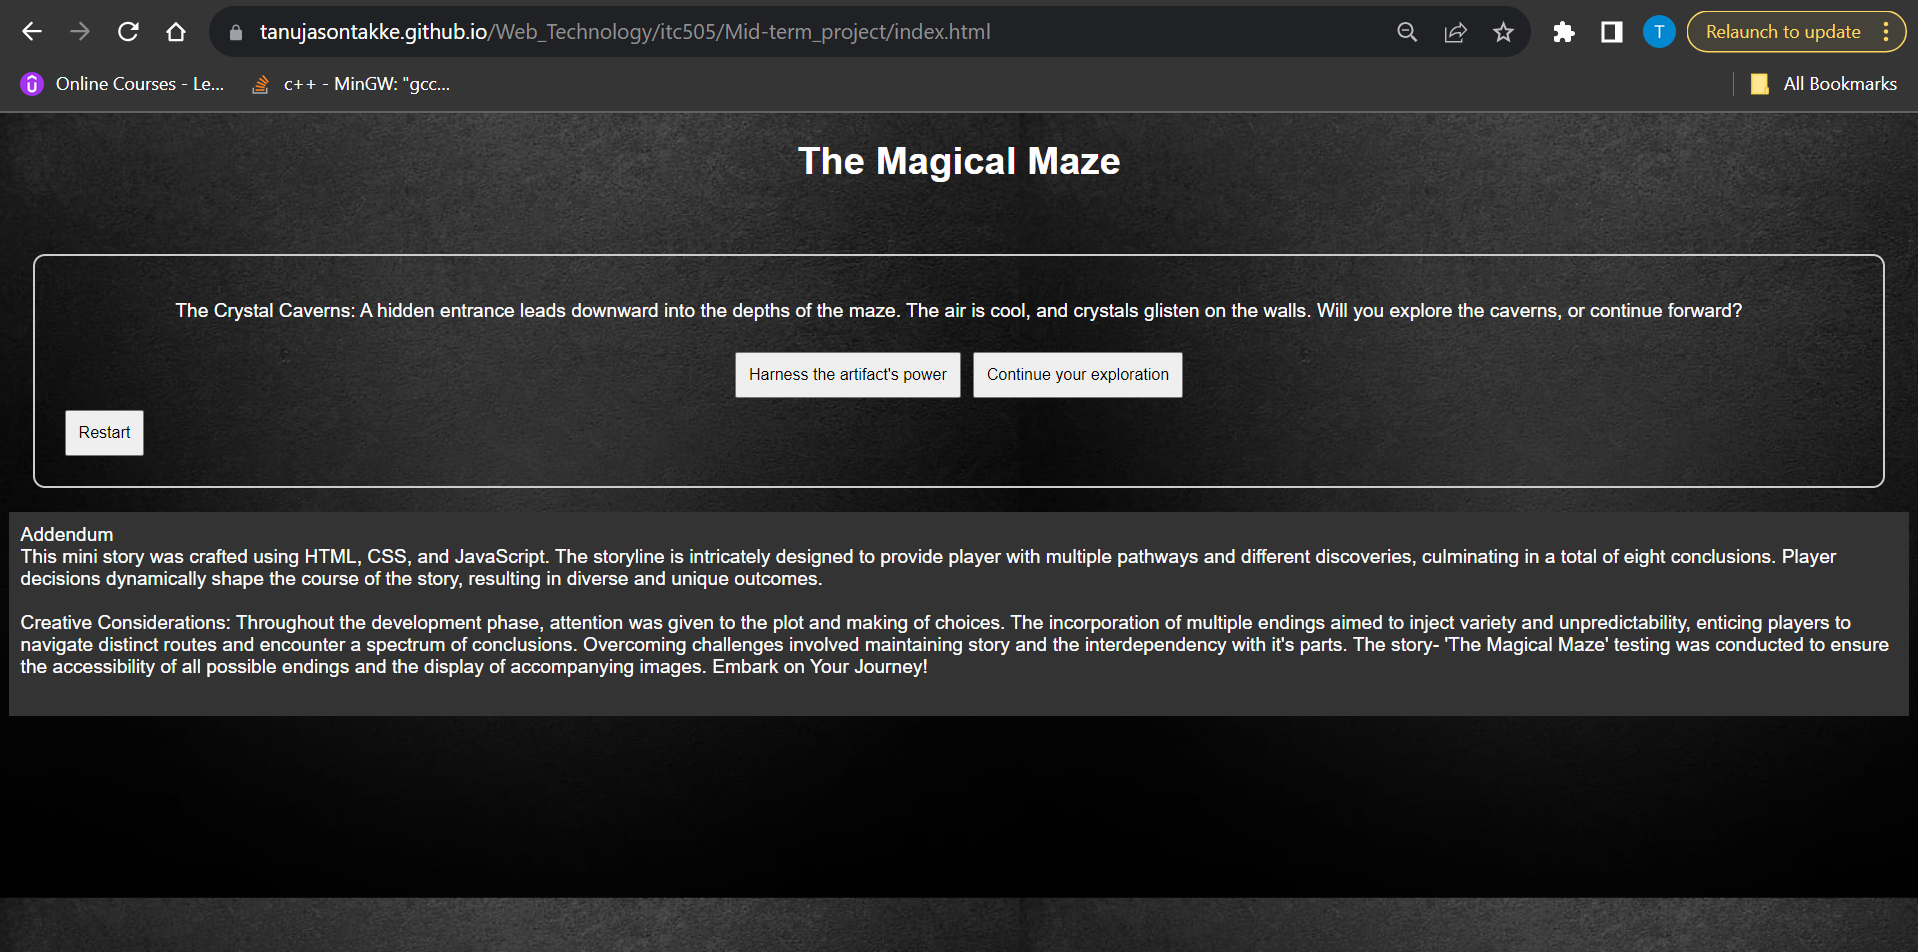 tanujasontakke.github.io/Web_Technology/itc505/Mid-term_project/index.html
T
Relaunch to update
Online Courses - Le...
c++ - MinGW: "gcc...
All Bookmarks
The Magical Maze
The Crystal Caverns: A hidden entrance leads downward into the depths of the maze. The air is cool, and crystals glisten on the walls. Will you explore the caverns, or continue forward?
Harness the artifact's power
Continue your exploration
Restart
Addendum
This mini story was crafted using HTML, CSS, and JavaScript. The storyline is intricately designed to provide player with multiple pathways and different discoveries, culminating in a total of eight conclusions. Player
decisions dynamically shape the course of the story, resulting in diverse and unique outcomes.
Creative Considerations: Throughout the development phase, attention was given to the plot and making of choices. The incorporation of multiple endings aimed to inject variety and unpredictability, enticing players to
navigate distinct routes and encounter a spectrum of conclusions. Overcoming challenges involved maintaining story and the interdependency with it's parts. The story- 'The Magical Maze' testing was conducted to ensure
the accessibility of all possible endings and the display of accompanying images. Embark on Your Journey!